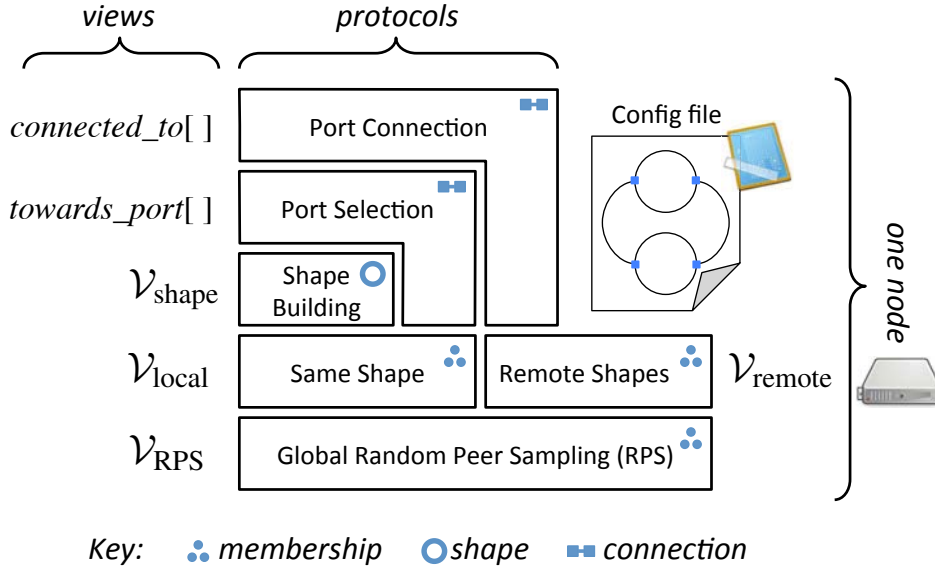 views
protocols
connected_to[ ]
Port Connection
Config file
towards_port[ ]
Port Selection
𝒱shape
Shape
Building
one node
𝒱local
Same Shape
Remote Shapes
𝒱remote
𝒱RPS
Global Random Peer Sampling (RPS)
Key: membership shape connection